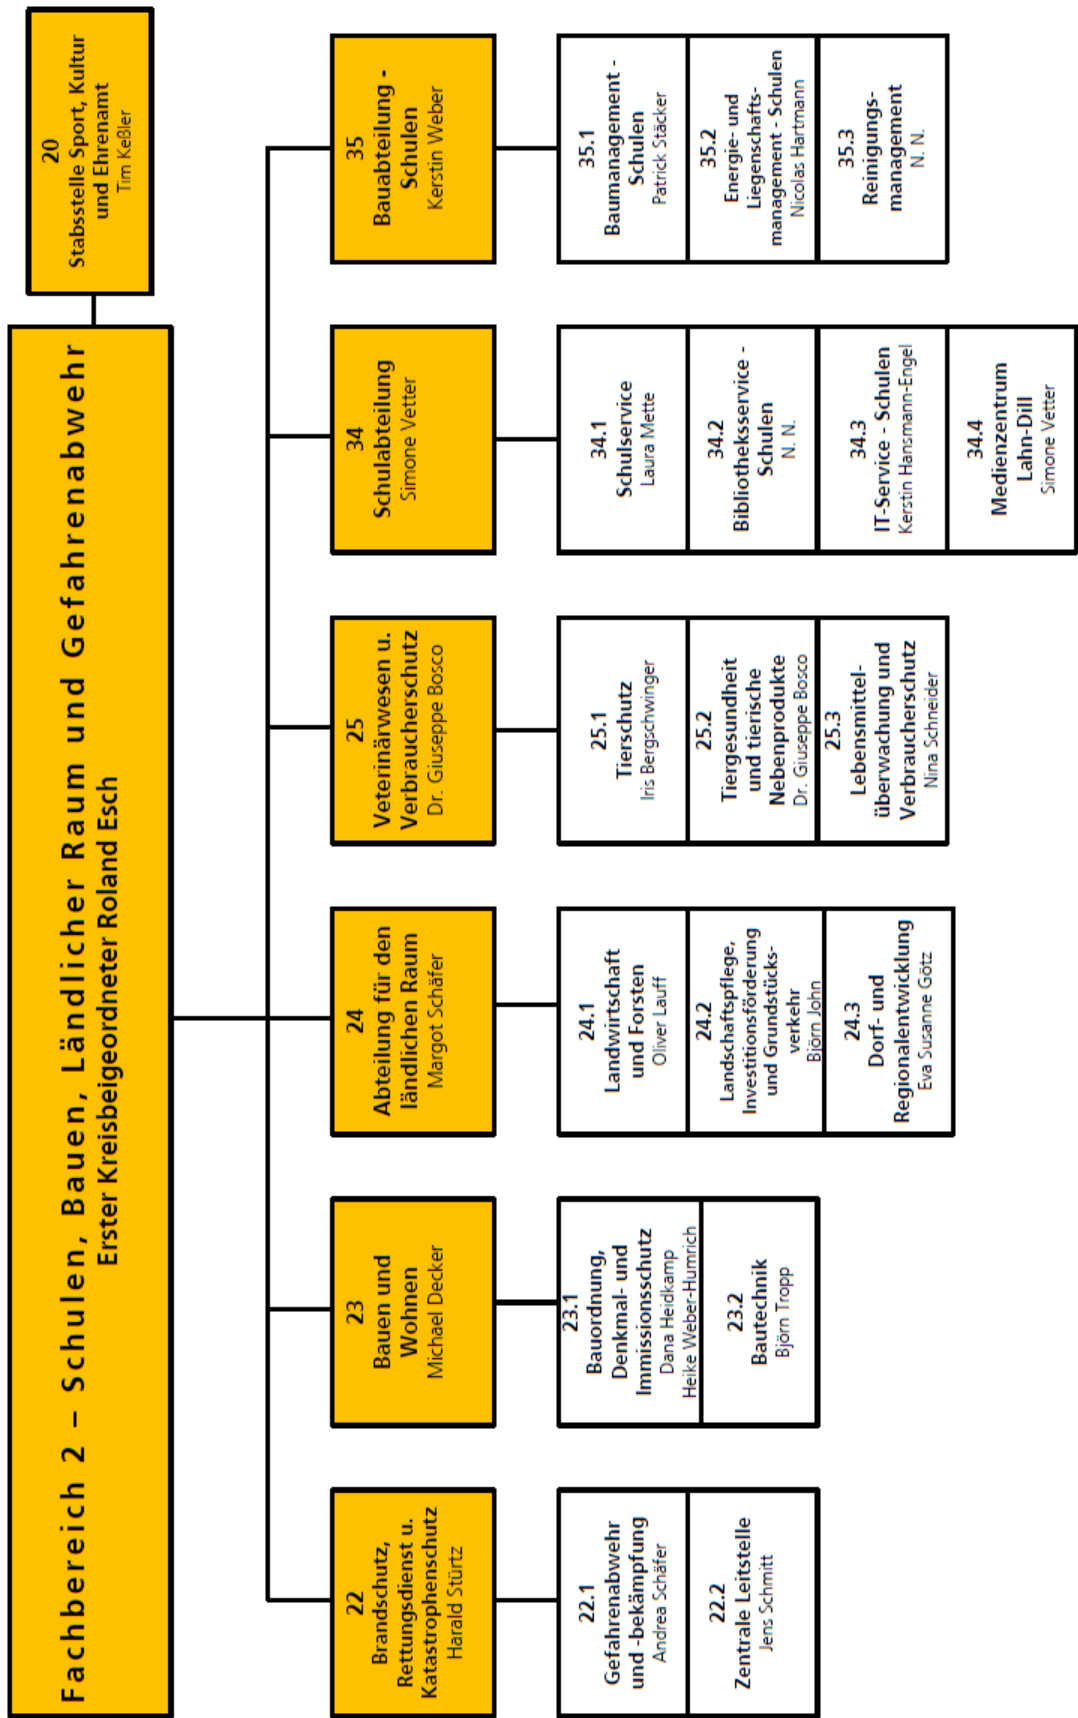 Fachbereich 2 – Schulen, Bauen, Ländlicher Raum und Gefahrenabwehr
Erster Kreisbeigeordneter Roland Esch
20
Stabsstelle Sport, Kultur
und Ehrenamt
Tim Keßler
22
Brandschutz,
Rettungsdienst u.
Katastrophenschutz
Harald Stürtz
22.1
Gefahrenabwehr
und -bekämpfung
Andrea Schäfer
22.2
Zentrale Leitstelle
Jens Schmitt
23
Bauen und
Wohnen
Michael Decker
23.1
Bauordnung,
Denkmal- und
Immissionsschutz
Dana Heidkamp
Heike Weber-Humrich
23.2
Bautechnik
Björn Tropp
24
Abteilung für den
ländlichen Raum
Margot Schäfer
24.1
Landwirtschaft
und Forsten
Oliver Lauff
24.2
Landschaftspflege,
Investitionsförderung
und Grundstücks-
verkehr
Björn John
24.3
Dorf- und
Regionalentwicklung
Eva Susanne Götz
25
Veterinärwesen u.
Verbraucherschutz
Dr. Giuseppe Bosco
25.1
Tierschutz
Iris Bergschwinger
25.2
Tiergesundheit
und tierische
Nebenprodukte
Dr. Giuseppe Bosco
25.3
Lebensmittel-
überwachung und
Verbraucherschutz
Nina Schneider
34
Schulabteilung
Simone Vetter
34.1
Schulservice
Laura Mette
34.2
Bibliotheksservice -
Schulen
N. N.
34.3
IT-Service - Schulen
Kerstin Hansmann-Engel
34.4
Medienzentrum
Lahn-Dill
Simone Vetter
35
Bauabteilung -
Schulen
Kerstin Weber
35.1
Baumanagement -
Schulen
Patrick Stäcker
35.2
Energie- und
Liegenschafts-
management - Schulen
Nicolas Hartmann
35.3
Reinigungs-
management
N. N.